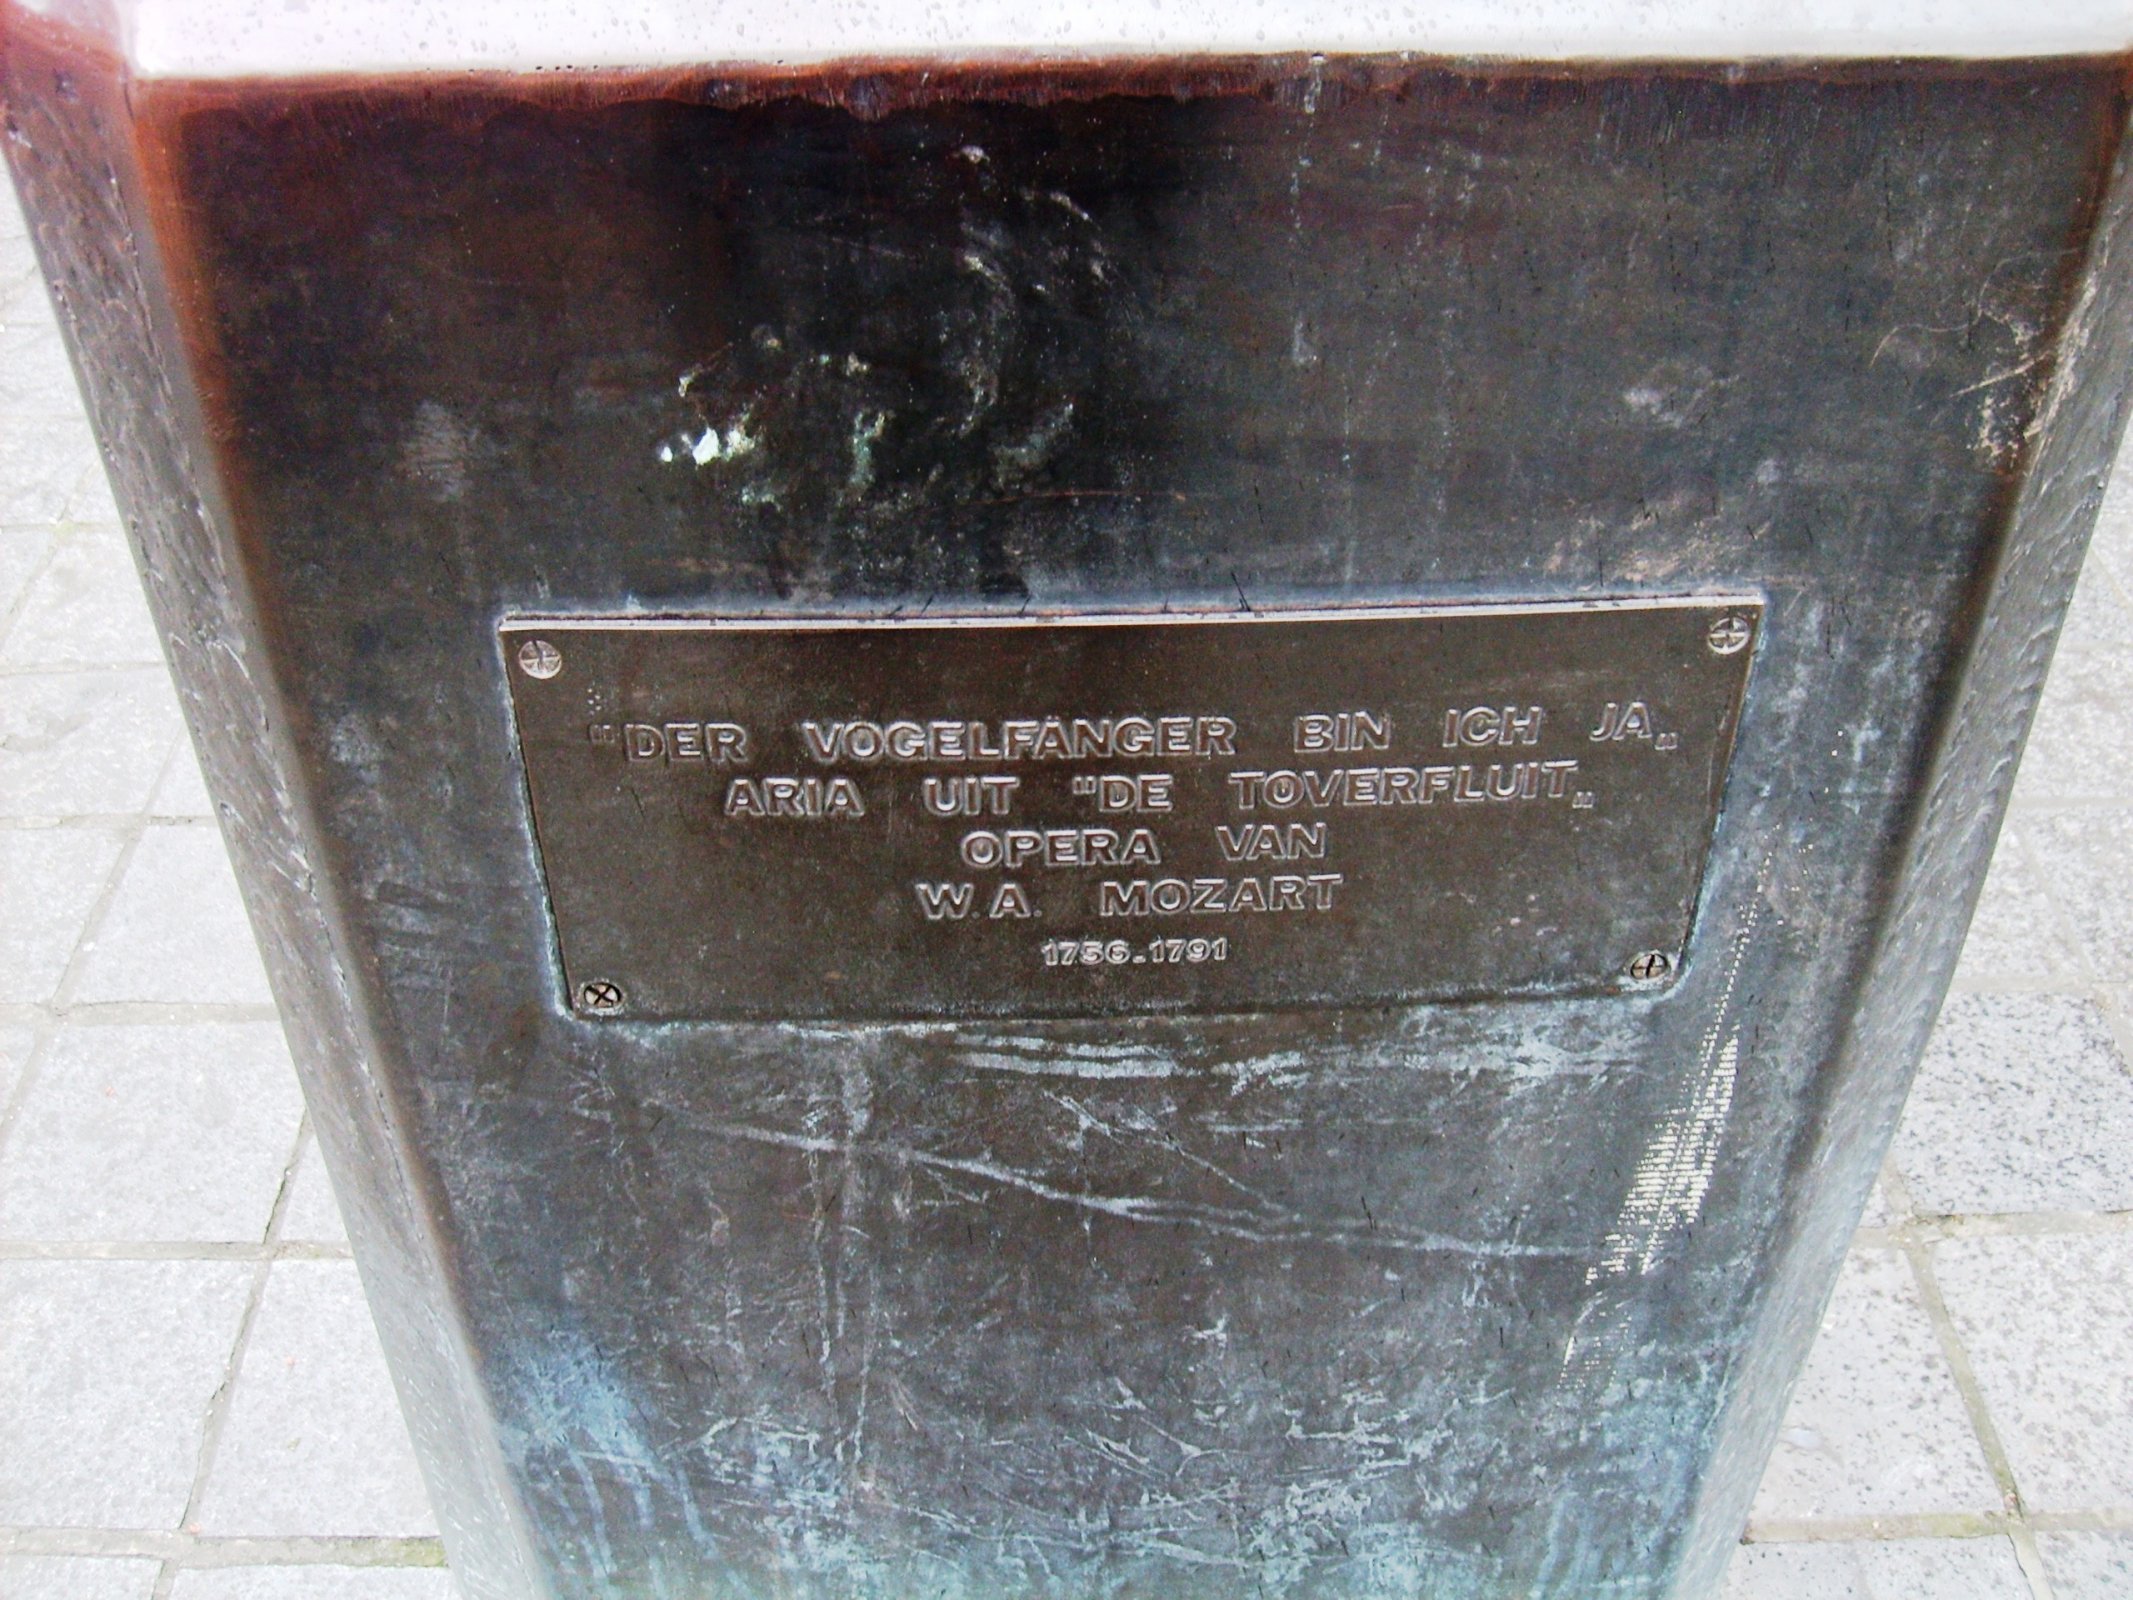 "DER VOGELFÄNGER BIN ICH JA„
ARIA UIT "DE TOVERFLUIT„
OPERA VAN
W.A. MOZART
1756-1791